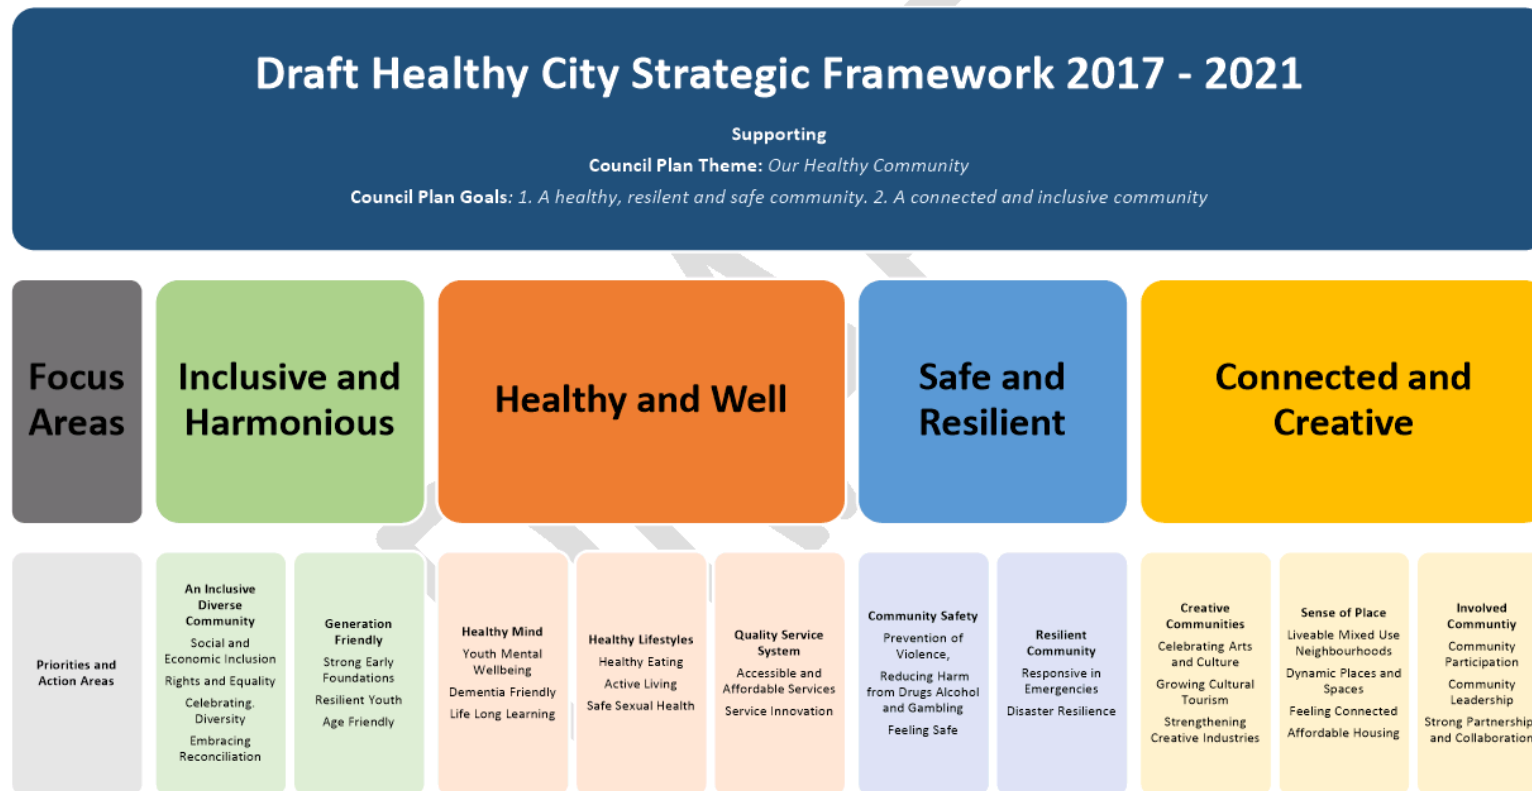 Draft Healthy City Strategic Framework 2017 - 2021
Supporting
Council Plan Theme: Our Healthy Community
Council Plan Goals: 1. A healthy, resilent and safe community. 2. A connected and inclusive community
Focus
Areas
Inclusive and
Harmonious
Healthy and Well
Safe and
Resilient
Connected and
Creative
Priorities and
Action Areas
An Inclusive
Diverse
Community
Social and
Economic Inclusion
Rights and Equality
Celebrating.
Diversity
Embracing
Reconciliation
Generation
Friendly
Strong Early
Foundations
Resilient Youth
Age Friendly
Healthy Mind
Youth Mental
Wellbeing
Dementia Friendly
Life Long Learning
Healthy Lifestyles
Healthy Eating
Active Living
Safe Sexual Health
Quality Service
System
Accessible and
Affordable Services
Service Innovation
Community Safety
Prevention of
Violence,
Reducing Harm
from Drugs Alcohol
and Gambling
Feeling Safe
Resilient
Community
Responsive in
Emergencies
Disaster Resilience
Creative
Communities
Celebrating Arts
and Culture
Growing Cultural
Tourism
Strengthening
Creative Industries
Sense of Place
Liveable Mixed Use
Neighbourhoods
Dynamic Places and
Spaces
Feeling Connected
Affordable Housing
Involved
Communtiy
Community
Participation
Community
Leadership
Strong Partnership
and Collaboration